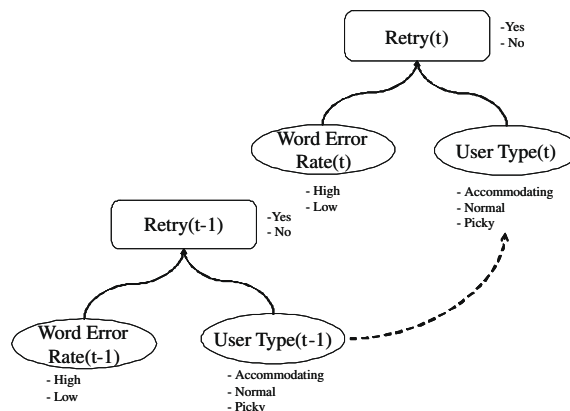 Retry(t)
-Yes
- No
Word Error
Rate(t)
- High
- Low
User Type(t)
- Accommodating
- Normal
- Picky
Retry(t-1)
-Yes
- No
Word Error
Rate(t-1)
- High
- Low
User Type(t-1)
- Accommodating
- Normal
- Picky